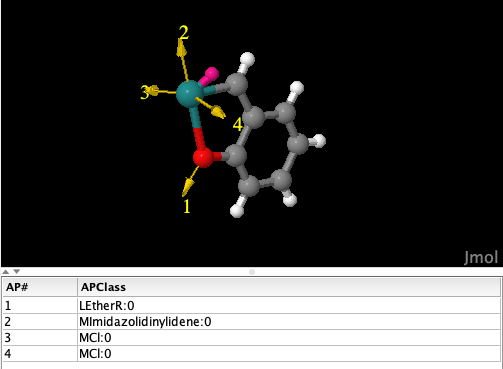 2
3
4
1
Jmol
AP# APClass
1 LEtherR:0
2 MImidazolidinylidene:0
3 MCl:0
4 MCl:0